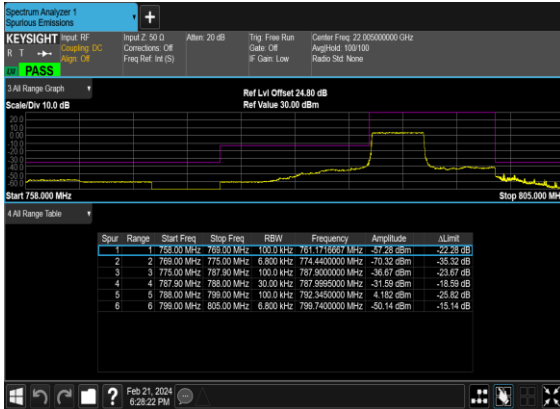 Spectrum Analyzer 1
Spurious Emissions
+
KEYSIGHT Input: RF Input Z: 50 Ω Atten: 20 dB Trig: Free Run Center Freq: 22.005000000 GHz
R T Coupling: DC Corrections: Off Gate: Off Avg|Hold: 100/100
Align: Off Freq Ref: Int (S) IF Gain: Low Radio Std: None
PASS
3 All Range Graph
Ref Lvl Offset 24.80 dB
Scale/Div 10.0 dB Ref Value 30.00 dBm
20.0
10.0
0.00
-10.0
-20.0
-30.0
-40.0
-50.0
-60.0
Start 758.000 MHz Stop 805.000 MH
4 All Range Table
Spur Range Start Freq Stop Freq RBW Frequency Amplitude ΔLimit
1 1 758.00 MHz 769.00 MHz 100.0 kHz 761.1716667 MHz -57.28 dBm -22.28 dB
2 2 769.00 MHz 775.00 MHz 6.800 kHz 774.4400000 MHz -70.32 dBm -35.32 dB
3 3 775.00 MHz 787.90 MHz 100.0 kHz 787.9000000 MHz -36.67 dBm -23.67 dB
4 4 787.90 MHz 788.00 MHz 30.00 kHz 787.9995000 MHz -31.59 dBm -18.59 dB
5 5 788.00 MHz 799.00 MHz 100.0 kHz 792.3450000 MHz 4.182 dBm -25.82 dB
6 6 799.00 MHz 805.00 MHz 6.800 kHz 799.7400000 MHz -50.14 dBm -15.14 dB
? Feb 21, 2024
6:28:22 PM